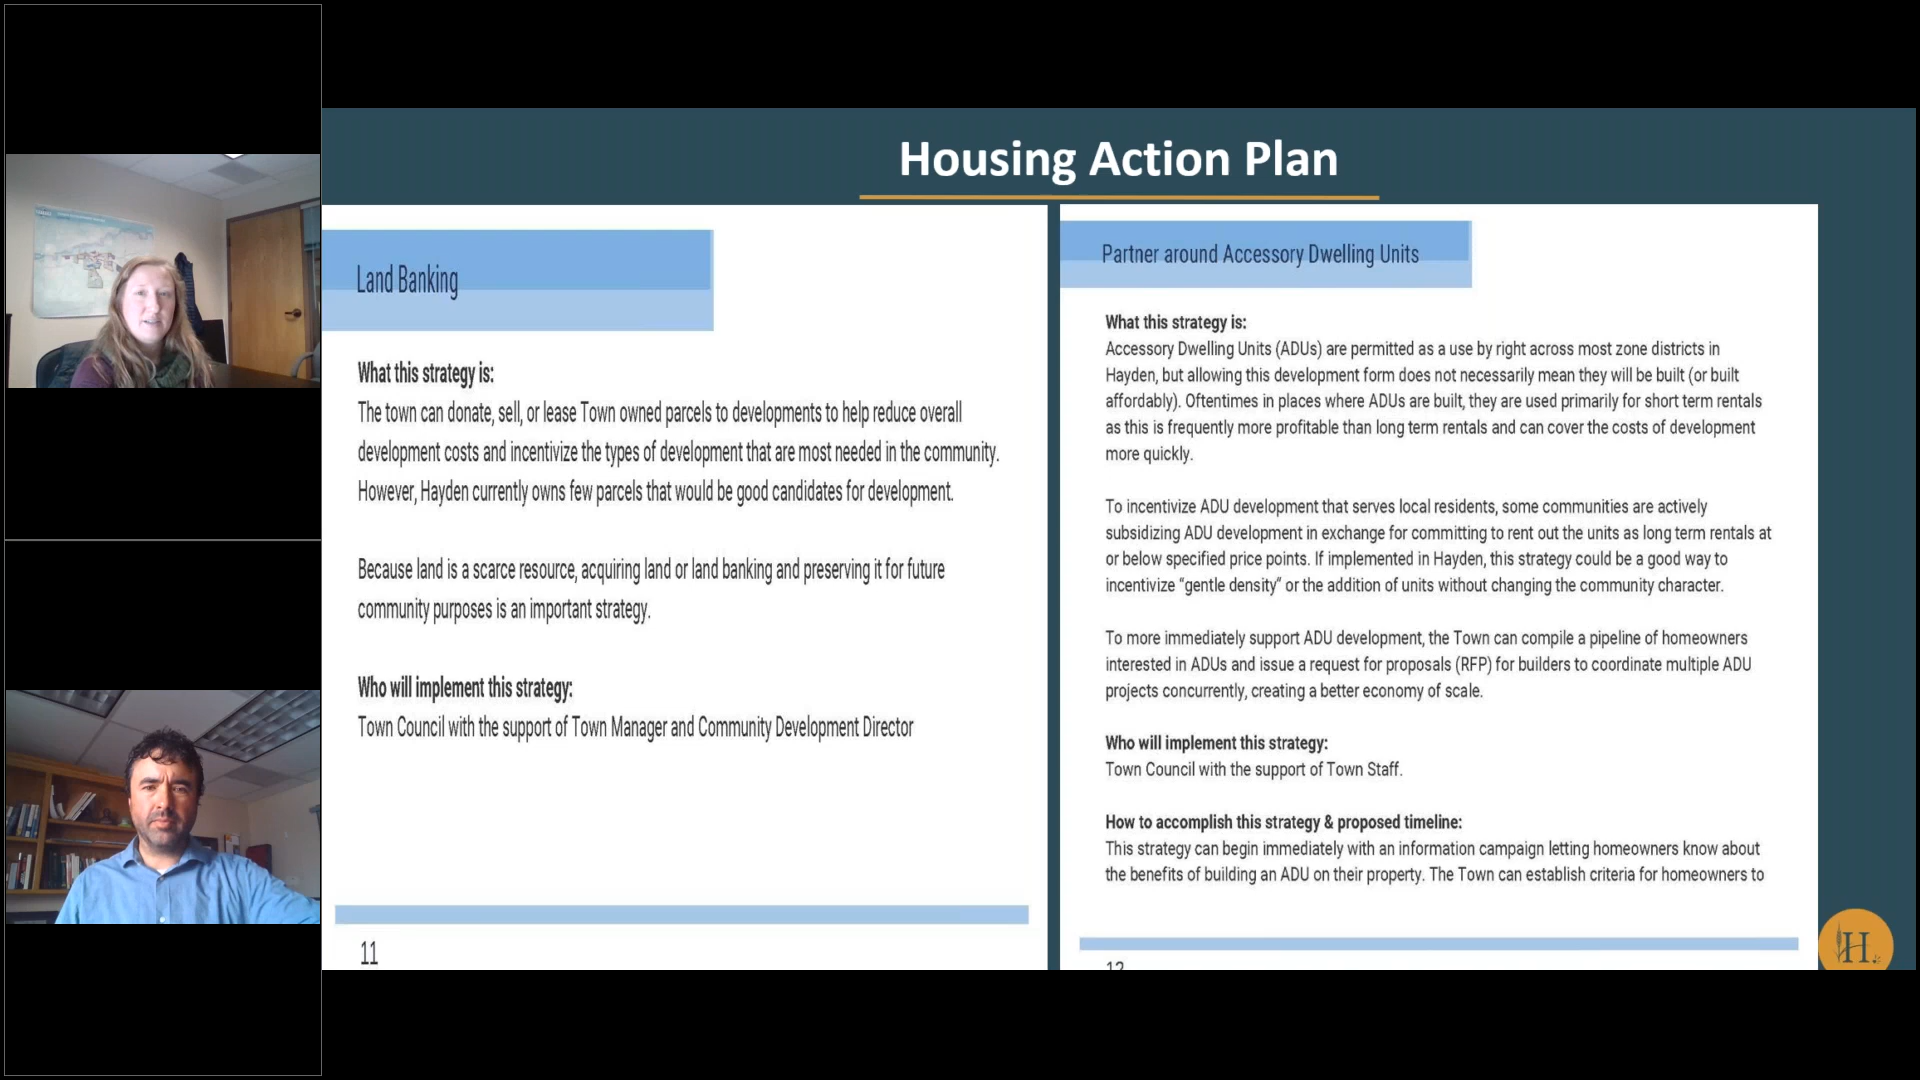 Housing Action Plan
Land Banking
What this strategy is:
The town can donate, sell, or lease Town owned parcels to developments to help reduce overall
development costs and incentivize the types of development that are most needed in the community.
However, Hayden currently owns few parcels that would be good candidates for development.
Because land is a scarce resource, acquiring land or land banking and preserving it for future
community purposes is an important strategy.
Who will implement this strategy:
Town Council with the support of Town Manager and Community Development Director
11
Partner around Accessory Dwelling Units
What this strategy is:
Accessory Dwelling Units (ADUs) are permitted as a use by right across most zone districts in
Hayden, but allowing this development form does not necessarily mean they will be built (or built
affordably). Oftentimes in places where ADUs are built, they are used primarily for short term rentals
as this is frequently more profitable than long term rentals and can cover the costs of development
more quickly.
To incentivize ADU development that serves local residents, some communities are actively
subsidizing ADU development in exchange for committing to rent out the units as long term rentals at
or below specified price points. If implemented in Hayden, this strategy could be a good way to
incentivize “gentle density” or the addition of units without changing the community character.
To more immediately support ADU development, the Town can compile a pipeline of homeowners
interested in ADUs and issue a request for proposals (RFP) for builders to coordinate multiple ADU
projects concurrently, creating a better economy of scale.
Who will implement this strategy:
Town Council with the support of Town Staff.
How to accomplish this strategy & proposed timeline:
This strategy can begin immediately with an information campaign letting homeowners know about
the benefits of building an ADU on their property. The Town can establish criteria for homeowners to
12
H.